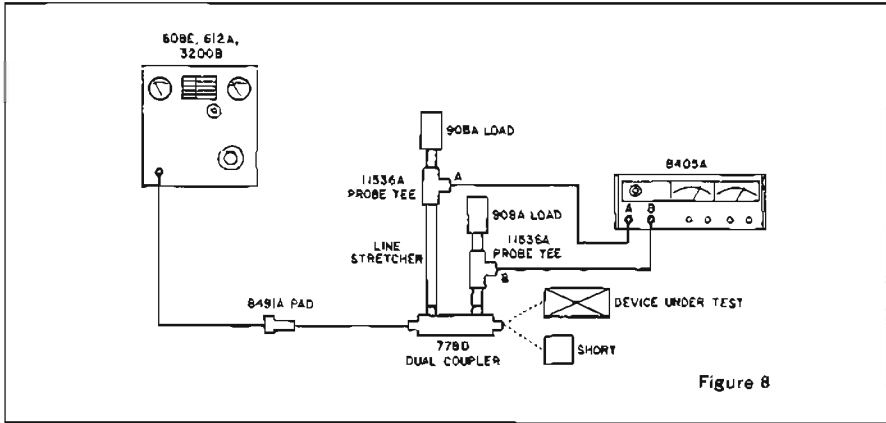 608E, 612A,
3200B
908A LOAD
11536A
PROBE TEE
A
8405A
A B
908A LOAD
11536A
PROBE TEE
B
LINE
STRETCHER
8491A PAD
DEVICE UNDER TEST
778D
DUAL COUPLER
SHORT
Figure 8